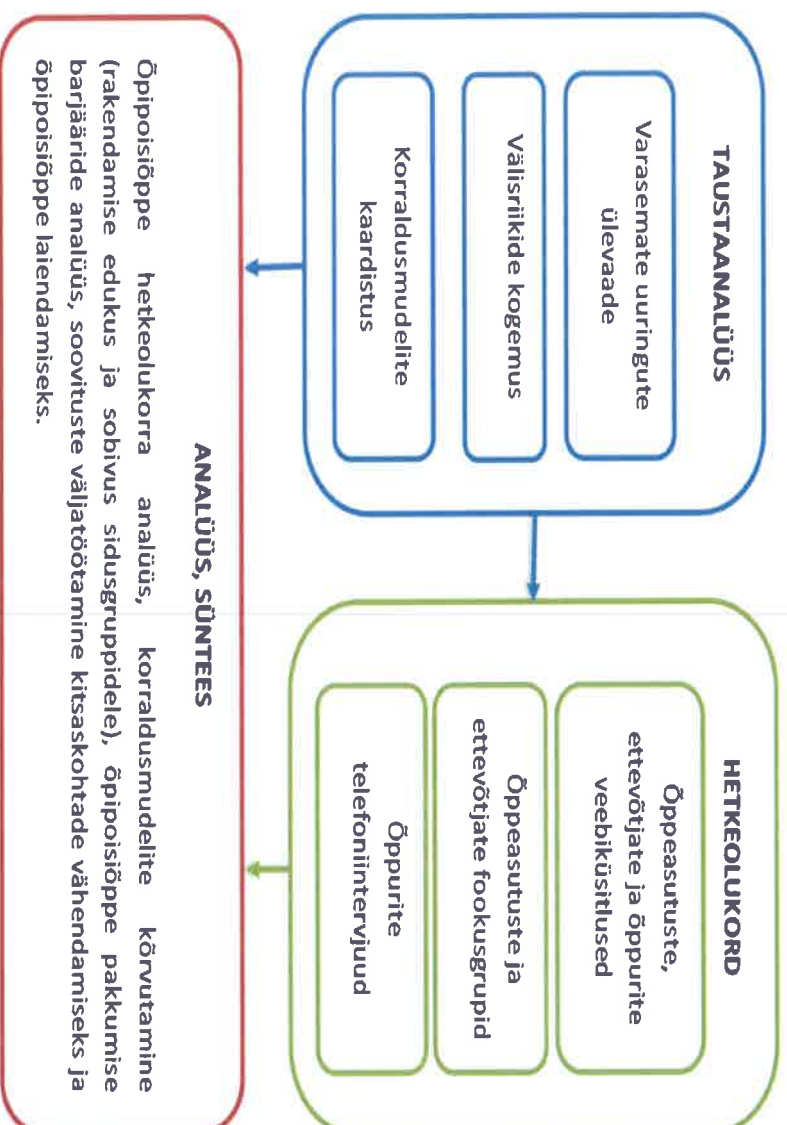 TAUSTAANALÜÜS
Varasemate uuringute
ülevaade
Välisriikide kogemus
Korraldusmudelite
kaardistus
HETKEOLUKORD
Õppeasutuste,
ettevõtjate ja õppurite
veebiküsitlused
Õppeasutuste ja
ettevõtjate fookusgrupid
Õppurite
telefoniintervjuud
ANALÜÜS, SÜNTEES
Õpipoisiõppe hetkeolukorra analüüs, korraldusmudelite kõrvutamine
(rakendamise edukus ja sobivus sidusgruppidele), õpipoisiõppe pakkumise
barjääride analüüs, soovituste väljatöötamine kitsaskohtade vähendamiseks ja
õpipoisiõppe laiendamiseks.